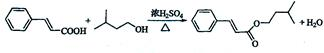 COOH + OH 浓H2SO4 △ O O + H2O